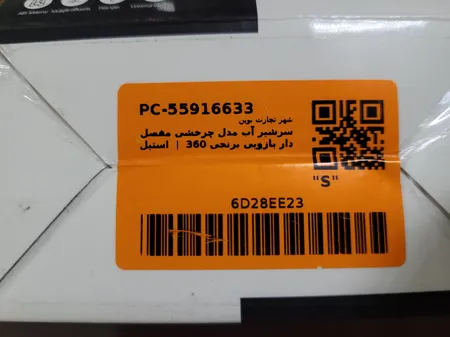 PC-55916633
شهر تجارت نوین
سرشیر آب مدل چرخشی مفصل
دار بازویی برنجی 360 | استیل
"S"
6D28EE23